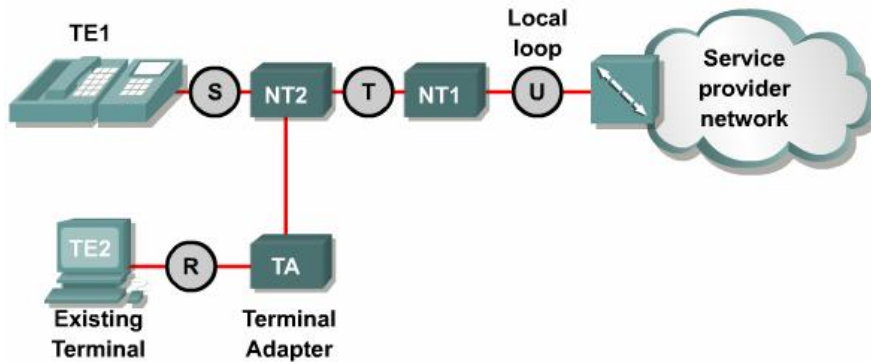 TE1
S
NT2
T
NT1
Local
loop
U
Service
provider
network
TE2
R
TA
Existing
Terminal
Terminal
Adapter